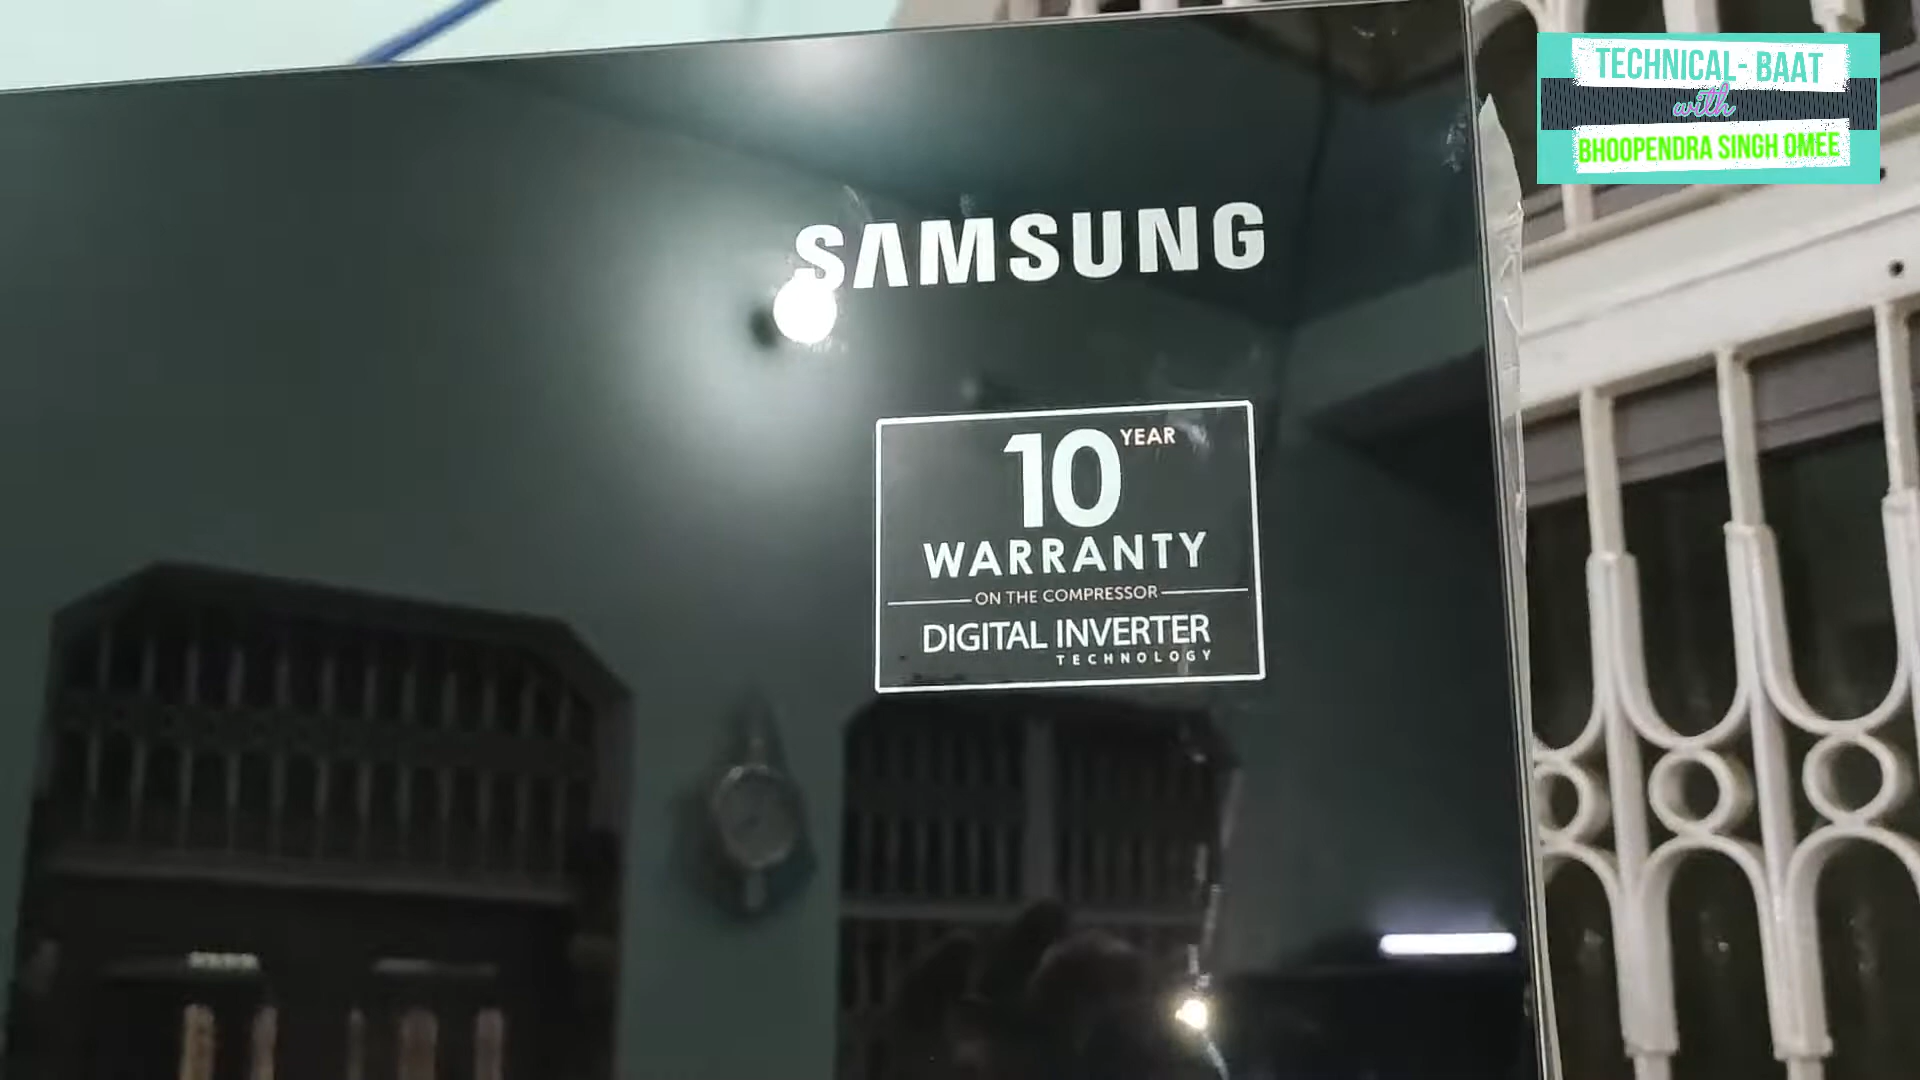 TECHNICAL- BAAT
with
BHOOPENDRA SINGH OMEE
SAMSUNG
10 YEAR
WARRANTY
ON THE COMPRESSOR
DIGITAL INVERTER
TECHNOLOGY